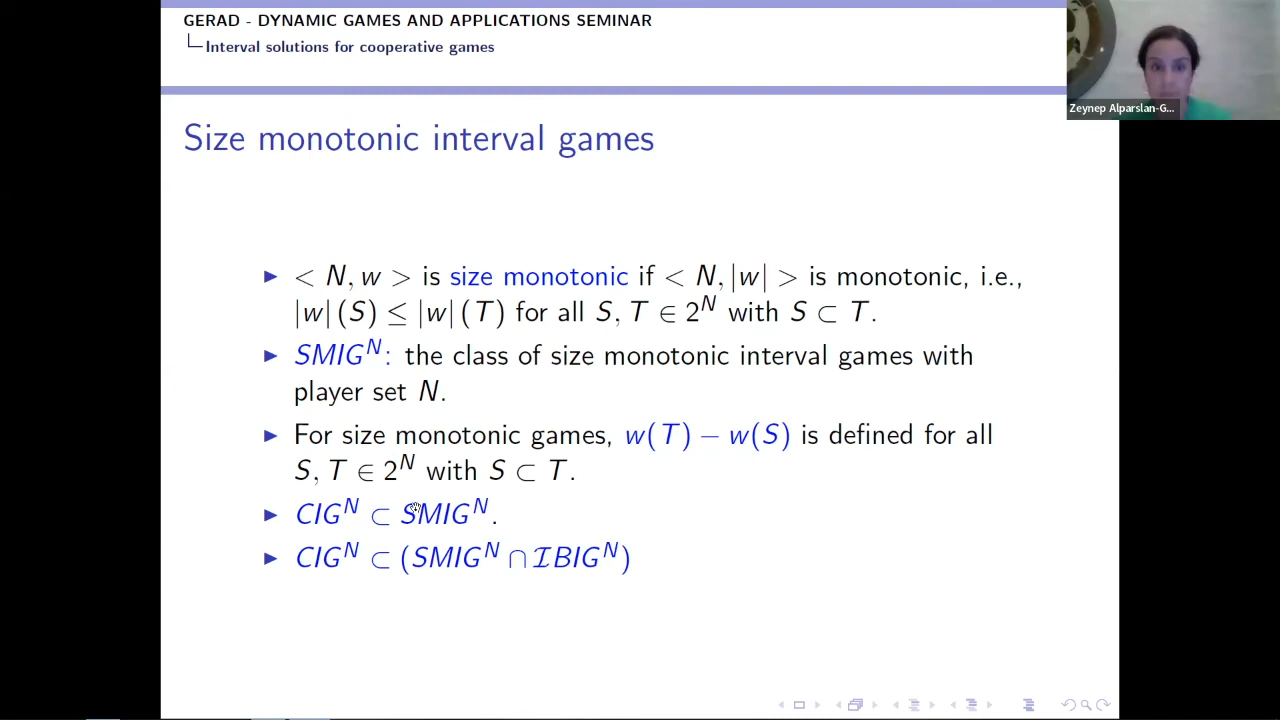 GERAD - DYNAMIC GAMES AND APPLICATIONS SEMINAR
Interval solutions for cooperative games
Zeynep Alparslan-G...
Size monotonic interval games
< N, w > is size monotonic if < N, |w| > is monotonic, i.e.,
|w| (S) ≤ |w| (T) for all S, T ∈ 2^N with S ⊂ T.
SMIG^N: the class of size monotonic interval games with
player set N.
For size monotonic games, w(T) − w(S) is defined for all
S, T ∈ 2^N with S ⊂ T.
CIG^N ⊂ SMIG^N.
CIG^N ⊂ (SMIG^N ∩ 𝓘BIG^N)